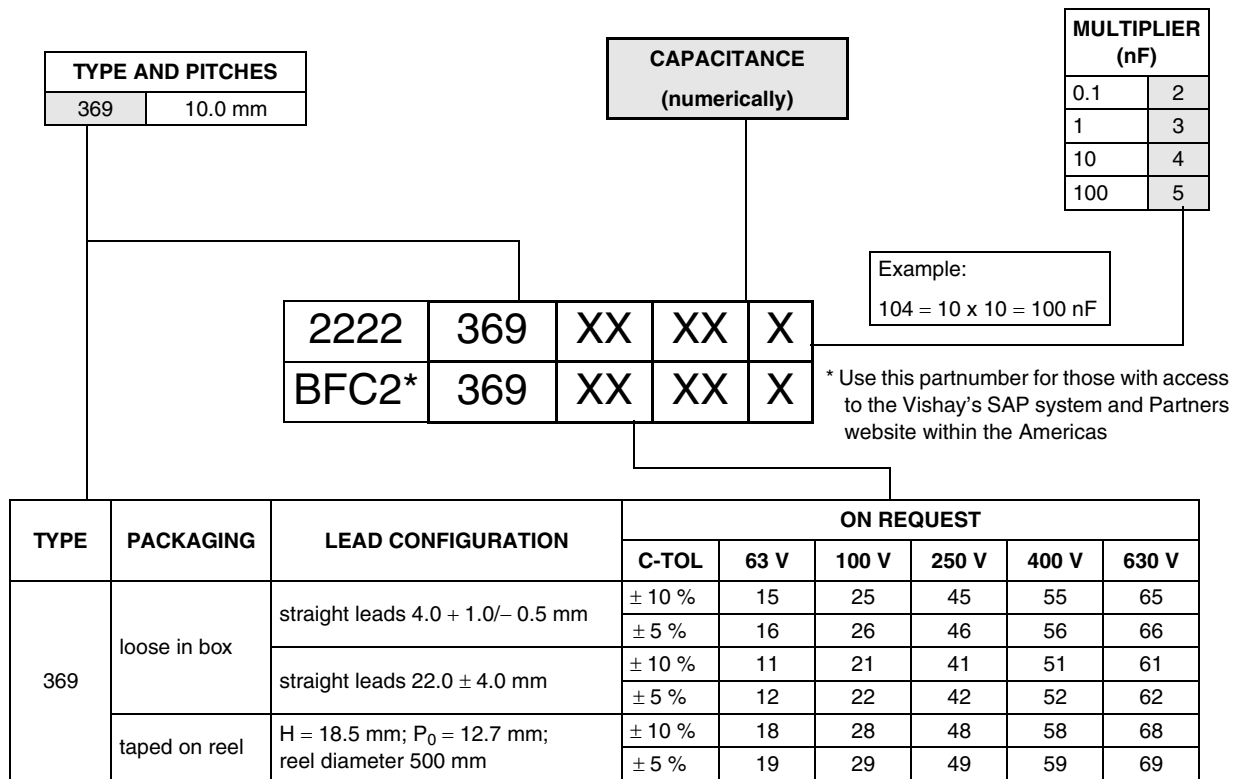 TYPE AND PITCHES
369 10.0 mm
CAPACITANCE
(numerically)
MULTIPLIER
(nF)
0.1 2
1 3
10 4
100 5
Example:
104 = 10 x 10 = 100 nF
2222 369 XX XX X
BFC2* 369 XX XX X
* Use this partnumber for those with access
to the Vishay's SAP system and Partners
website within the Americas
TYPE PACKAGING LEAD CONFIGURATION ON REQUEST
C-TOL 63 V 100 V 250 V 400 V 630 V
369 loose in box straight leads 4.0 + 1.0/− 0.5 mm ± 10 % 15 25 45 55 65
± 5 % 16 26 46 56 66
straight leads 22.0 ± 4.0 mm ± 10 % 11 21 41 51 61
± 5 % 12 22 42 52 62
taped on reel H = 18.5 mm; P0 = 12.7 mm; ± 10 % 18 28 48 58 68
reel diameter 500 mm ± 5 % 19 29 49 59 69